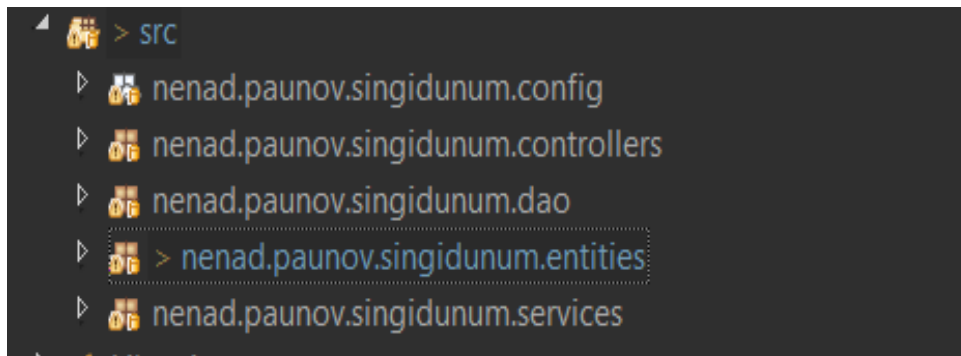 > src
nenad.paunov.singidunum.config
nenad.paunov.singidunum.controllers
nenad.paunov.singidunum.dao
> nenad.paunov.singidunum.entities
nenad.paunov.singidunum.services